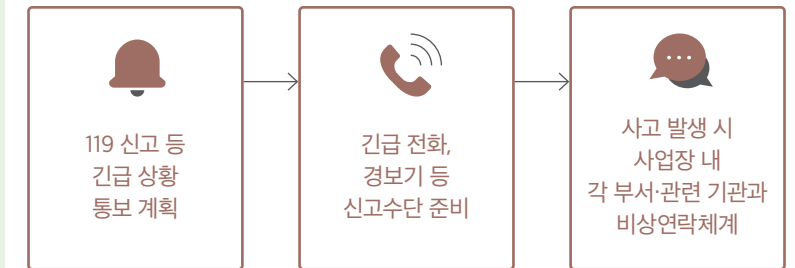 119 신고 등
긴급 상황
통보 계획
긴급 전화,
경보기 등
신고수단 준비
사고 발생 시
사업장 내
각 부서·관련 기관과
비상연락체계